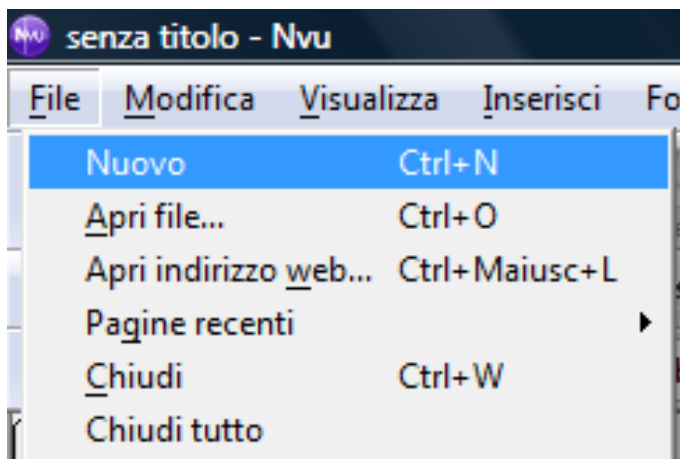 senza titolo - Nvu
File Modifica Visualizza Inserisci Fo
Nuovo Ctrl+N
Apri file... Ctrl+O
Apri indirizzo web... Ctrl+Maiusc+L
Pagine recenti
Chiudi Ctrl+W
Chiudi tutto